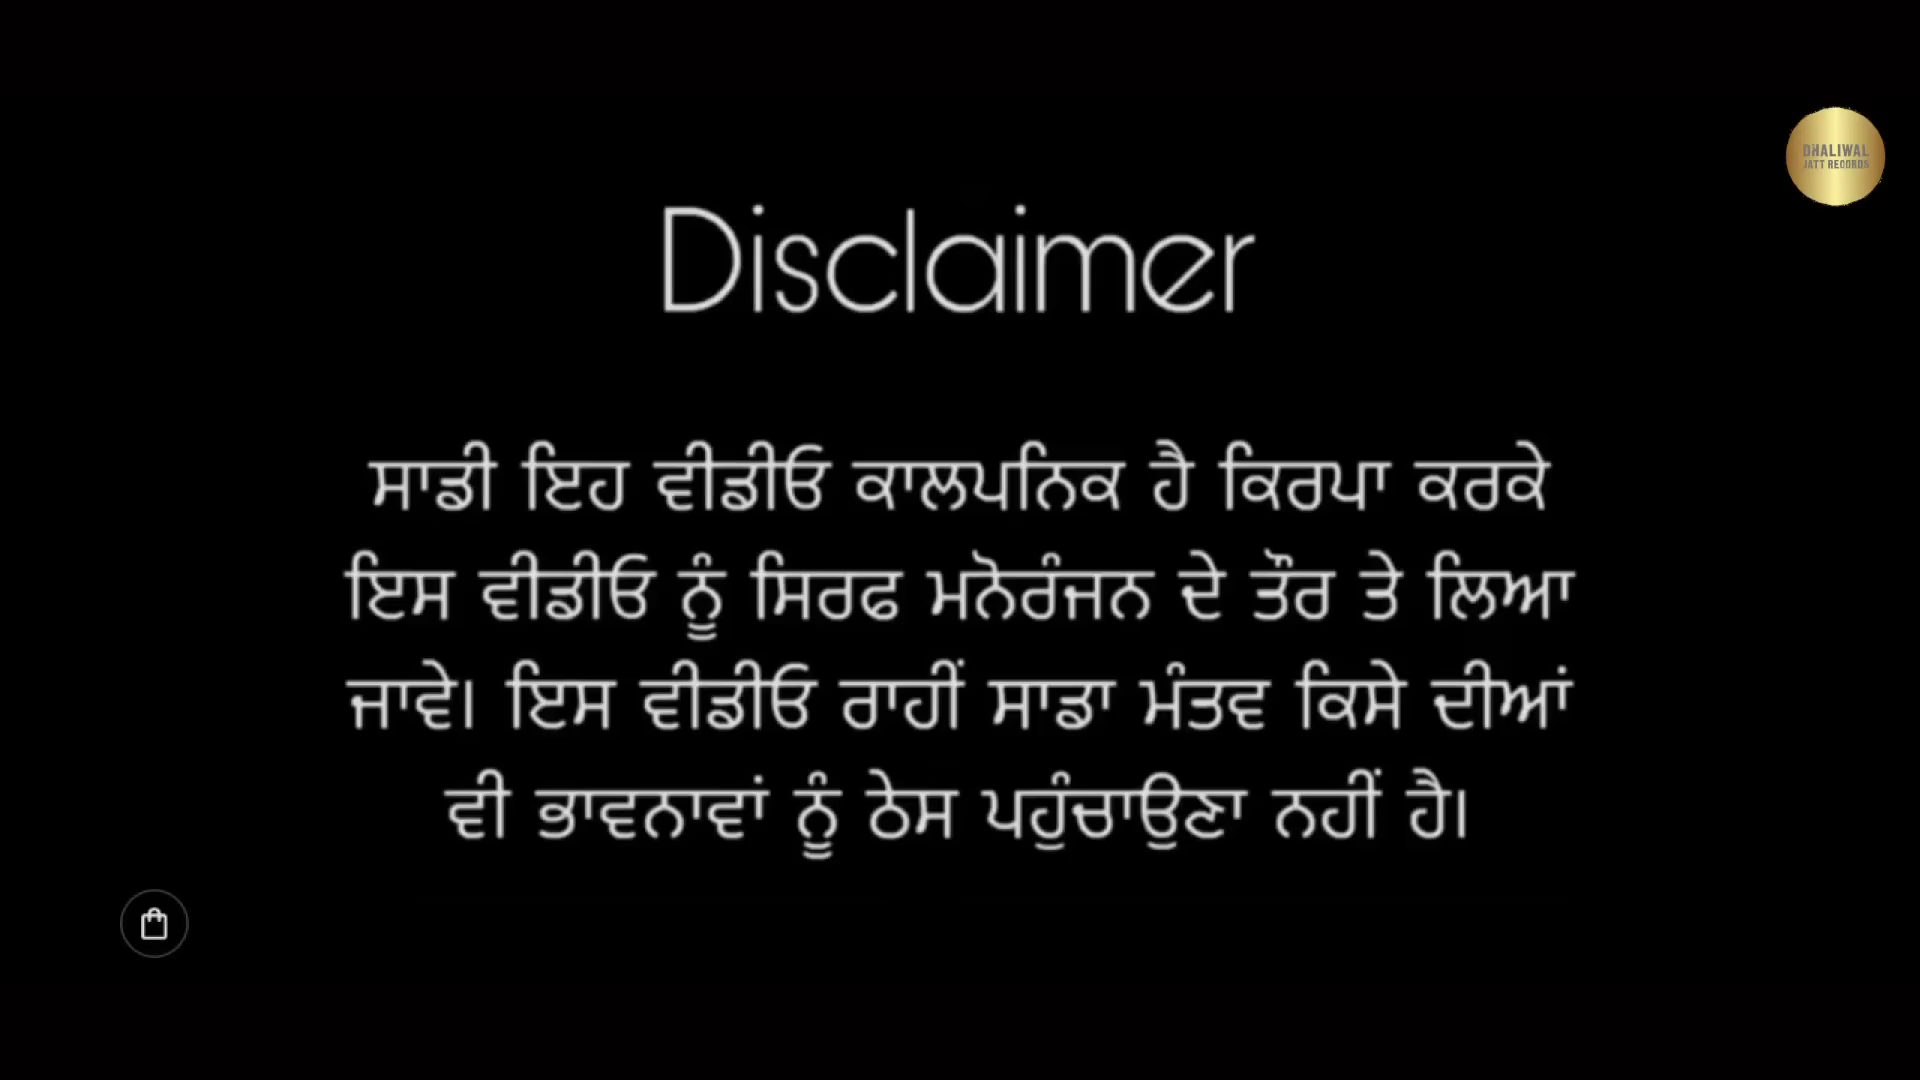 DHALIWAL
JATT RECORDS
Disclaimer
ਸਾਡੀ ਇਹ ਵੀਡੀਓ ਕਾਲਪਨਿਕ ਹੈ ਕਿਰਪਾ ਕਰਕੇ
ਇਸ ਵੀਡੀਓ ਨੂੰ ਸਿਰਫ ਮਨੋਰੰਜਨ ਦੇ ਤੌਰ ਤੇ ਲਿਆ
ਜਾਵੇ। ਇਸ ਵੀਡੀਓ ਰਾਹੀਂ ਸਾਡਾ ਮੰਤਵ ਕਿਸੇ ਦੀਆਂ
ਵੀ ਭਾਵਨਾਵਾਂ ਨੂੰ ਠੇਸ ਪਹੁੰਚਾਉਣਾ ਨਹੀਂ ਹੈ।